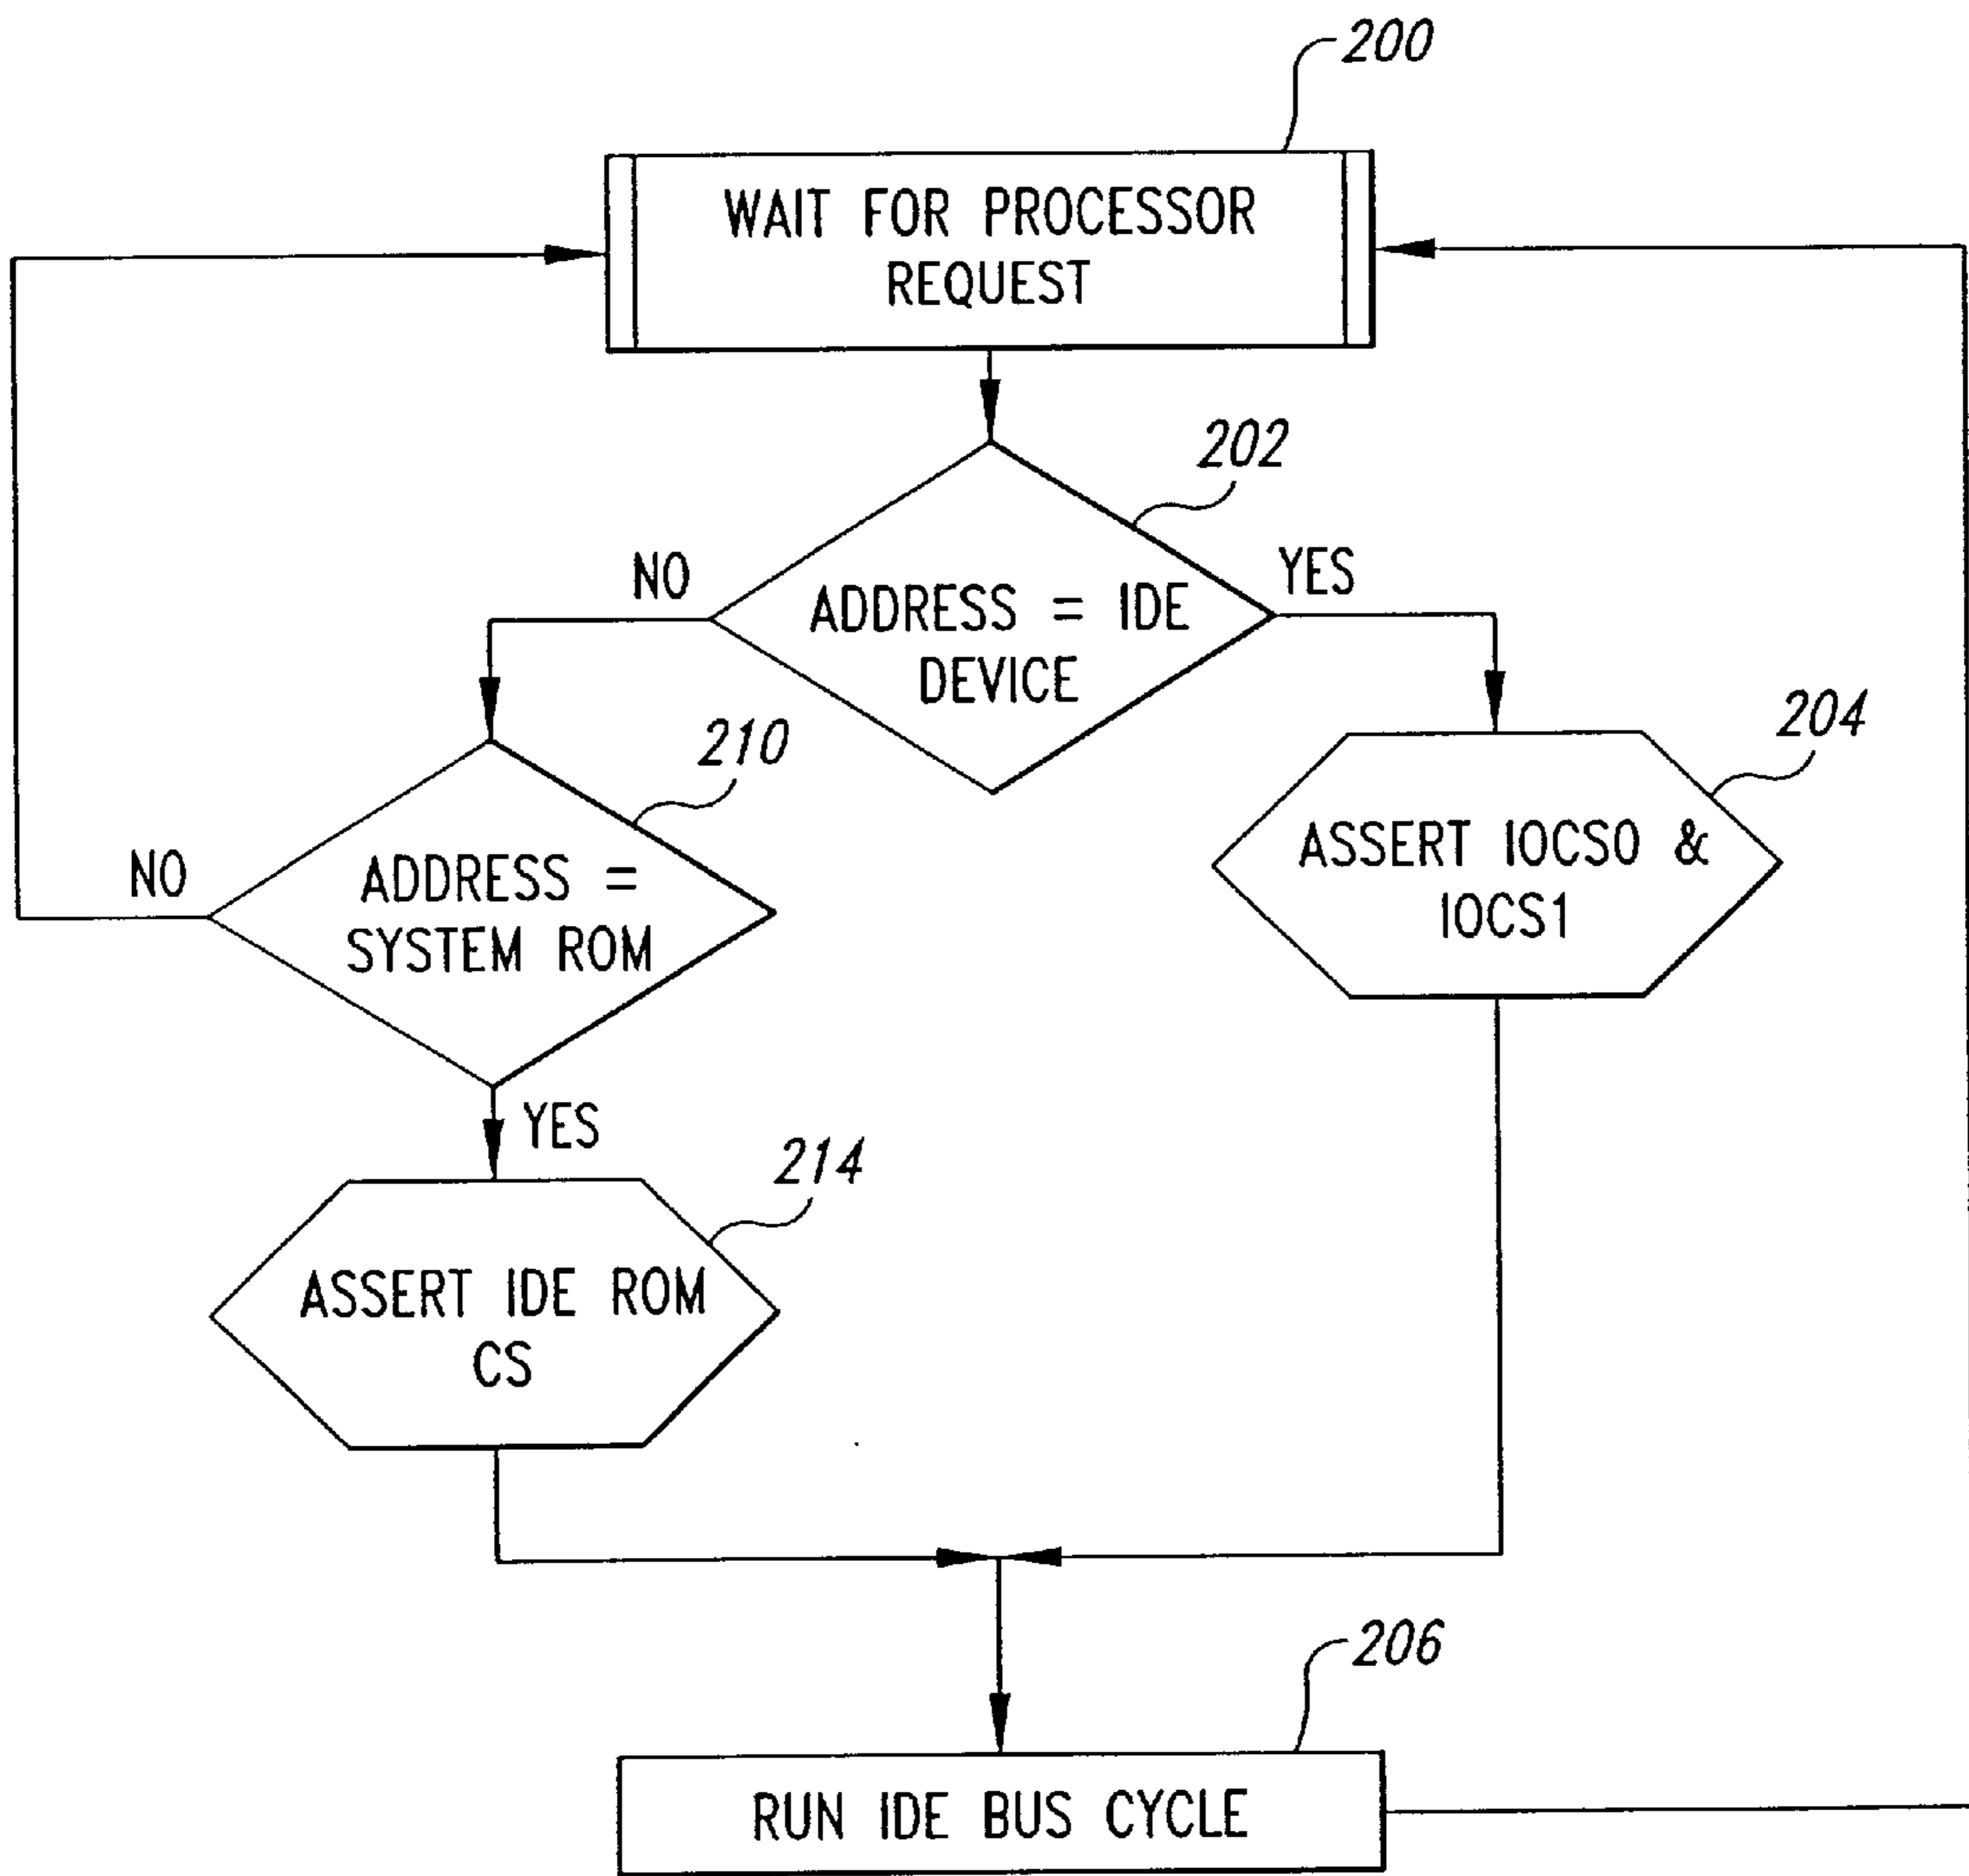 200
WAIT FOR PROCESSOR
REQUEST
202
NO
YES
ADDRESS = IDE
DEVICE
204
210
ASSERT IOCS0 &
IOCS1
NO
ADDRESS =
SYSTEM ROM
YES
214
ASSERT IDE ROM
CS
206
RUN IDE BUS CYCLE